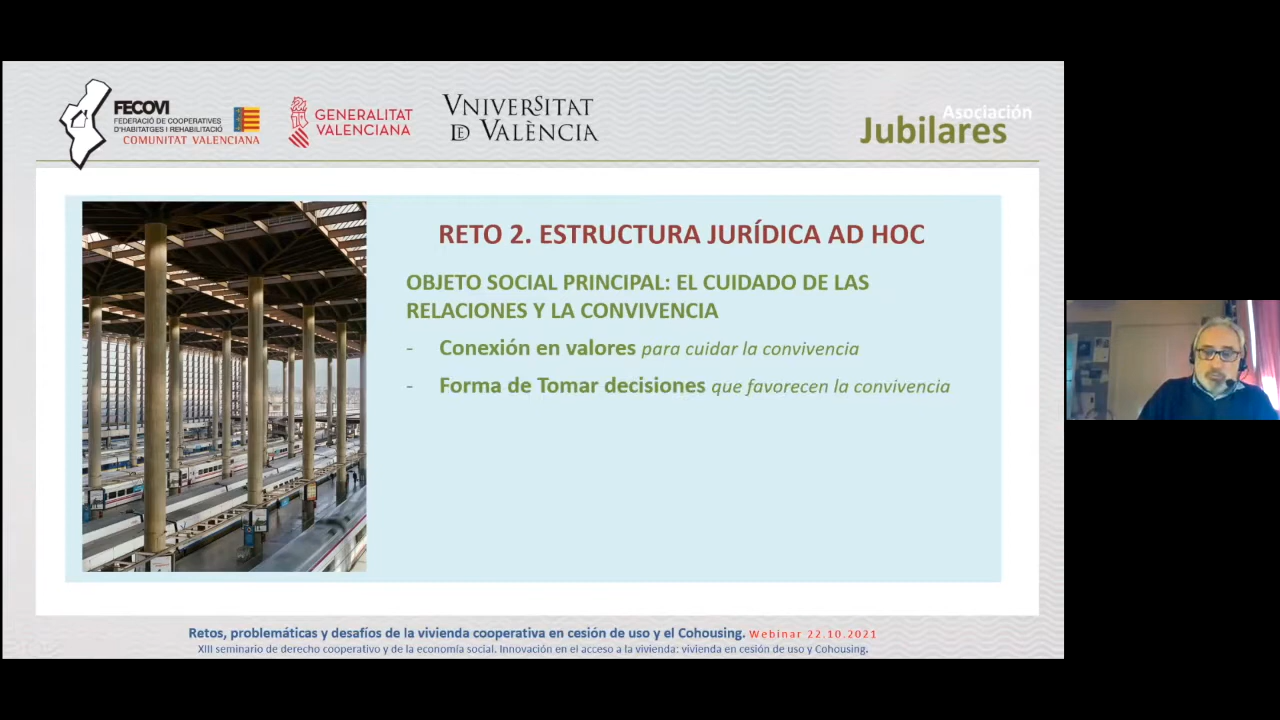 FECOVI
FEDERACIÓ DE COOPERATIVES
D'HABITATGES I REHABILITACIÓ
COMUNITAT VALENCIANA
GENERALITAT
VALENCIANA
VNIVERSITAT
DE VALÈNCIA
Asociación
Jubilares
RETO 2. ESTRUCTURA JURÍDICA AD HOC
OBJETO SOCIAL PRINCIPAL: EL CUIDADO DE LAS
RELACIONES Y LA CONVIVENCIA
- Conexión en valores para cuidar la convivencia
- Forma de Tomar decisiones que favorecen la convivencia
Retos, problemáticas y desafíos de la vivienda cooperativa en cesión de uso y el Cohousing. Webinar 22.10.2021
XIII seminario de derecho cooperativo y de la economía social. Innovación en el acceso a la vivienda: vivienda en cesión de uso y Cohousing.